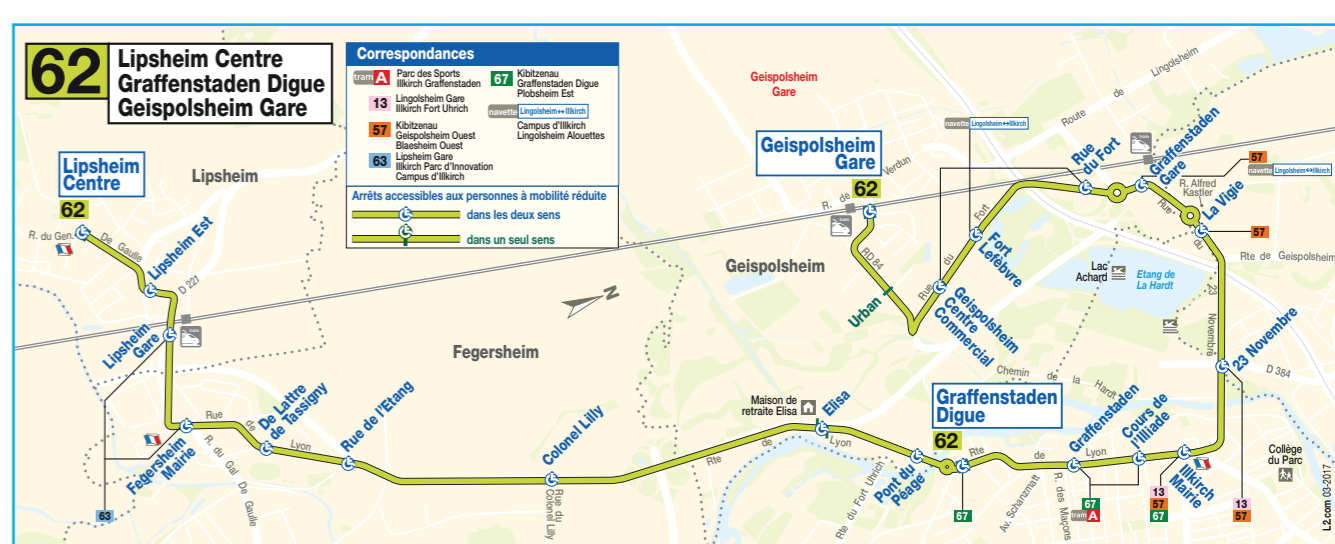 62
Lipsheim Centre
Graffenstaden Digue
Geispolsheim Gare
Correspondances
tram A
Parc des Sports
Illkirch Graffenstaden
13
Lingolsheim Gare
Illkirch Fort Uhrich
57
Kibitzenau
Geispolsheim Ouest
Blaesheim Ouest
63
Lipsheim Gare
Illkirch Parc d'Innovation
Campus d'Illkirch
67
Kibitzenau
Graffenstaden Digue
Plobsheim Est
navette Lingolsheim↔Illkirch
Campus d'Illkirch
Lingolsheim Alouettes
Arrêts accessibles aux personnes à mobilité réduite
dans les deux sens
dans un seul sens
Lipsheim
Centre
62
Lipsheim
R. du Gen.
De Gaulle
Lipsheim Est
D 221
Lipsheim
Gare
train
Fegersheim
Mairie
63
Rue de Lyon
R. du Gal De Gaulle
De Lattre
de Tassigny
Rue de l'Etang
Fegersheim
N
Colonel Lilly
Rue du
Colonel Lilly
Maison de
retraite Elisa
Elisa
Rte de Lyon
Rte du Fort Uhrich
Pont du
Péage
Graffenstaden
Digue
62
67
Rte de Lyon
Av. Schanzmatt
R. des Maçons
Graffenstaden
67
tram A
Cours de
l'Illiade
Illkirch
Mairie
13
57
67
13
57
Collège
du Parc
23 Novembre
D 384
Chemin de la Hardt
Geispolsheim
Gare
Geispolsheim
Gare
62
R. de Verdun
train
RD 84
Geispolsheim
Urban
Rue du Fort
Geispolsheim
Centre
Commercial
Fort
Lefèbvre
navette Lingolsheim↔Illkirch
Route de Lingolsheim
Rue
du Fort
train
Graffenstaden
Gare
57
navette Lingolsheim↔Illkirch
R. Alfred
Kastler
La Vigie
57
Rue du 23 Novembre
Rte de Geispolsheim
Lac
Achard
Etang de
La Hardt
L2.com 03-2017